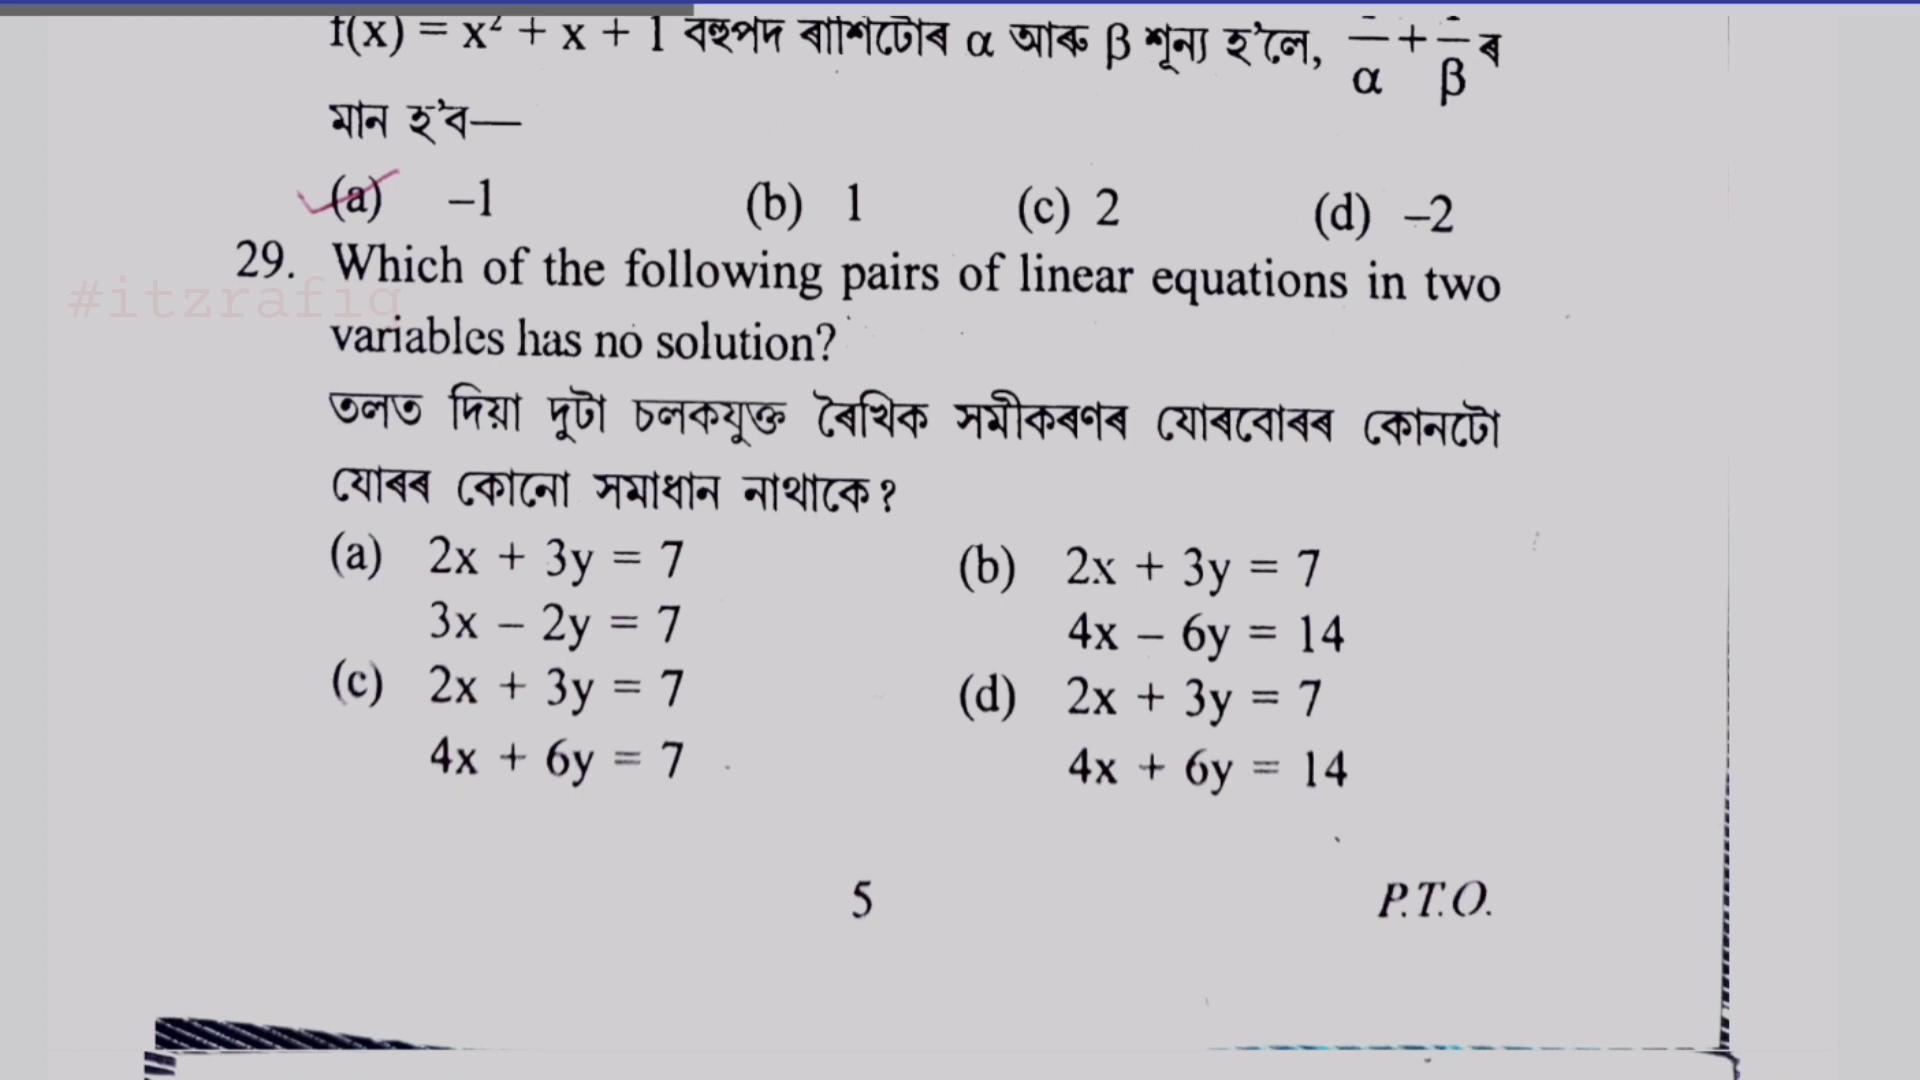 f(x) = x² + x + 1 বহুপদ ৰাশিটোৰ α আৰু β শূন্য হ’লে, 1/α + 1/β ৰ
মান হ’ব—
(a) –1 (b) 1 (c) 2 (d) –2
29. Which of the following pairs of linear equations in two
#itzrafiq
variables has no solution?
তলত দিয়া দুটা চলকযুক্ত ৰৈখিক সমীকৰণৰ যোৰবোৰৰ কোনটো
যোৰৰ কোনো সমাধান নাথাকে?
(a) 2x + 3y = 7 (b) 2x + 3y = 7
3x – 2y = 7 4x – 6y = 14
(c) 2x + 3y = 7 (d) 2x + 3y = 7
4x + 6y = 7 4x + 6y = 14
5 P.T.O.